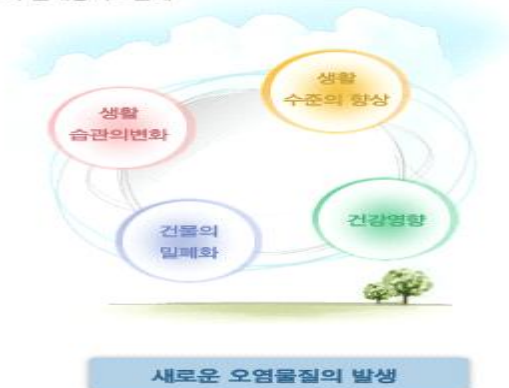 생활
수준의 향상
생활
습관의변화
건강영향
건물의
밀폐화
새로운 오염물질의 발생